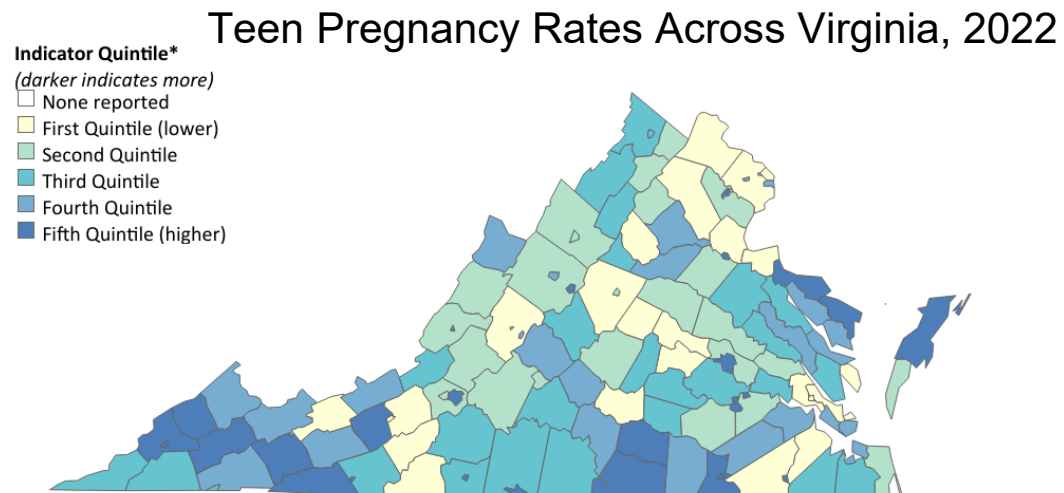 Teen Pregnancy Rates Across Virginia, 2022
Indicator Quintile*
(darker indicates more)
None reported
First Quintile (lower)
Second Quintile
Third Quintile
Fourth Quintile
Fifth Quintile (higher)